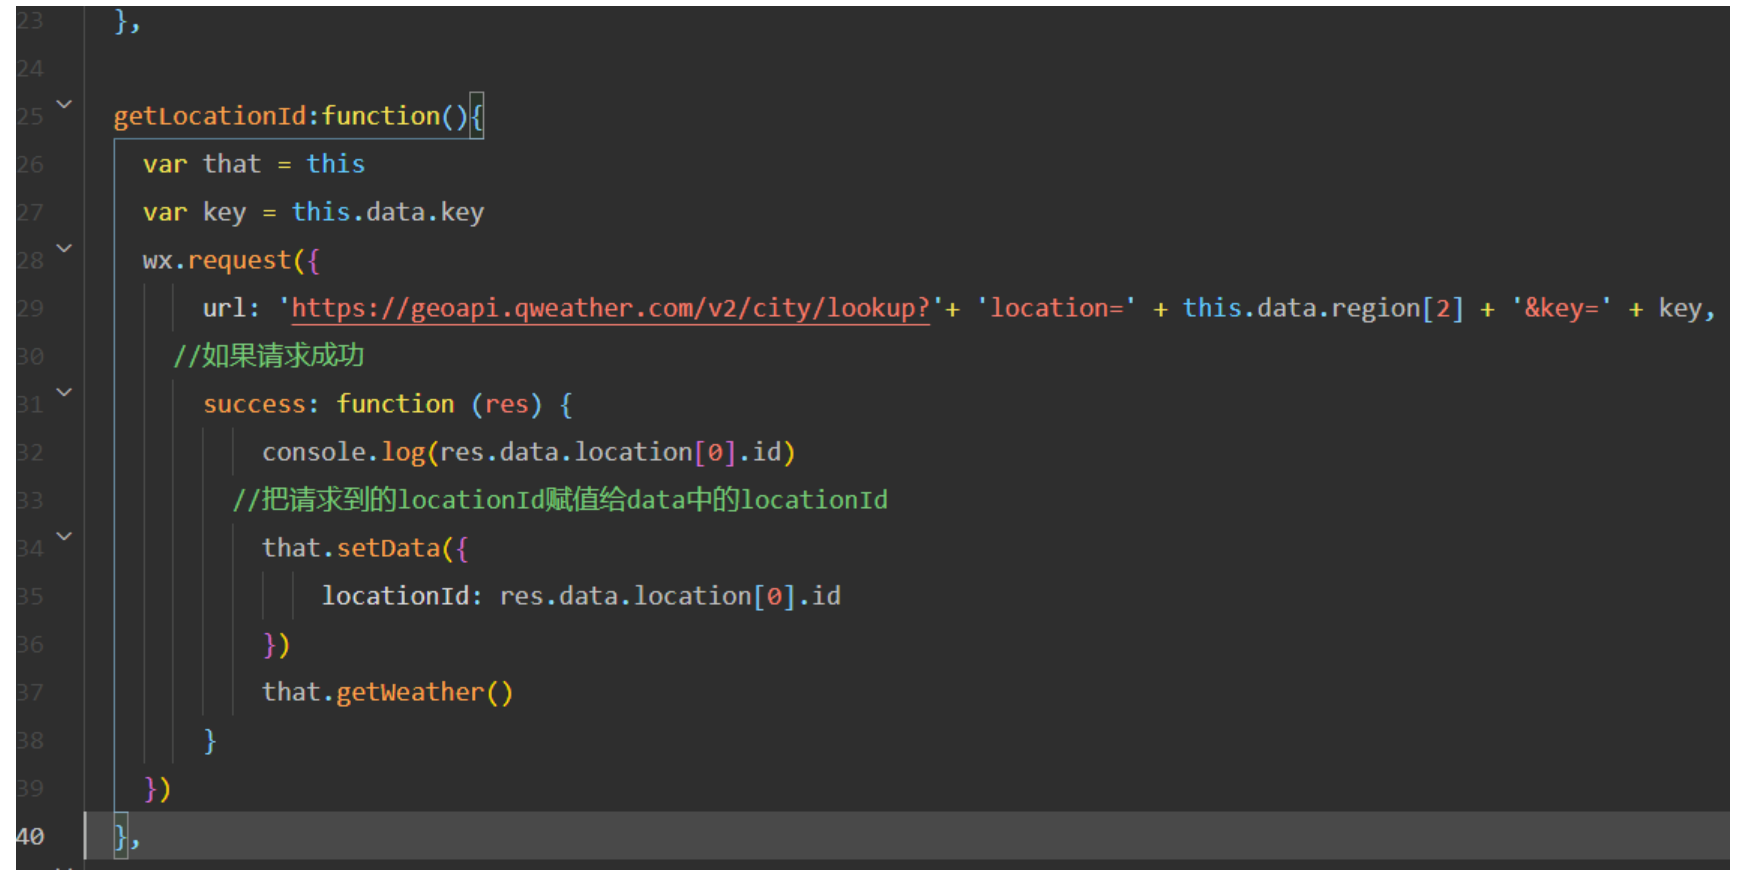 23 },
24
25 getLocationId:function(){
26 var that = this
27 var key = this.data.key
28 wx.request({
29 url: 'https://geoapi.qweather.com/v2/city/lookup?'+ 'location=' + this.data.region[2] + '&key=' + key,
30 //如果请求成功
31 success: function (res) {
32 console.log(res.data.location[0].id)
33 //把请求到的locationId赋值给data中的locationId
34 that.setData({
35 locationId: res.data.location[0].id
36 })
37 that.getWeather()
38 }
39 })
40 },